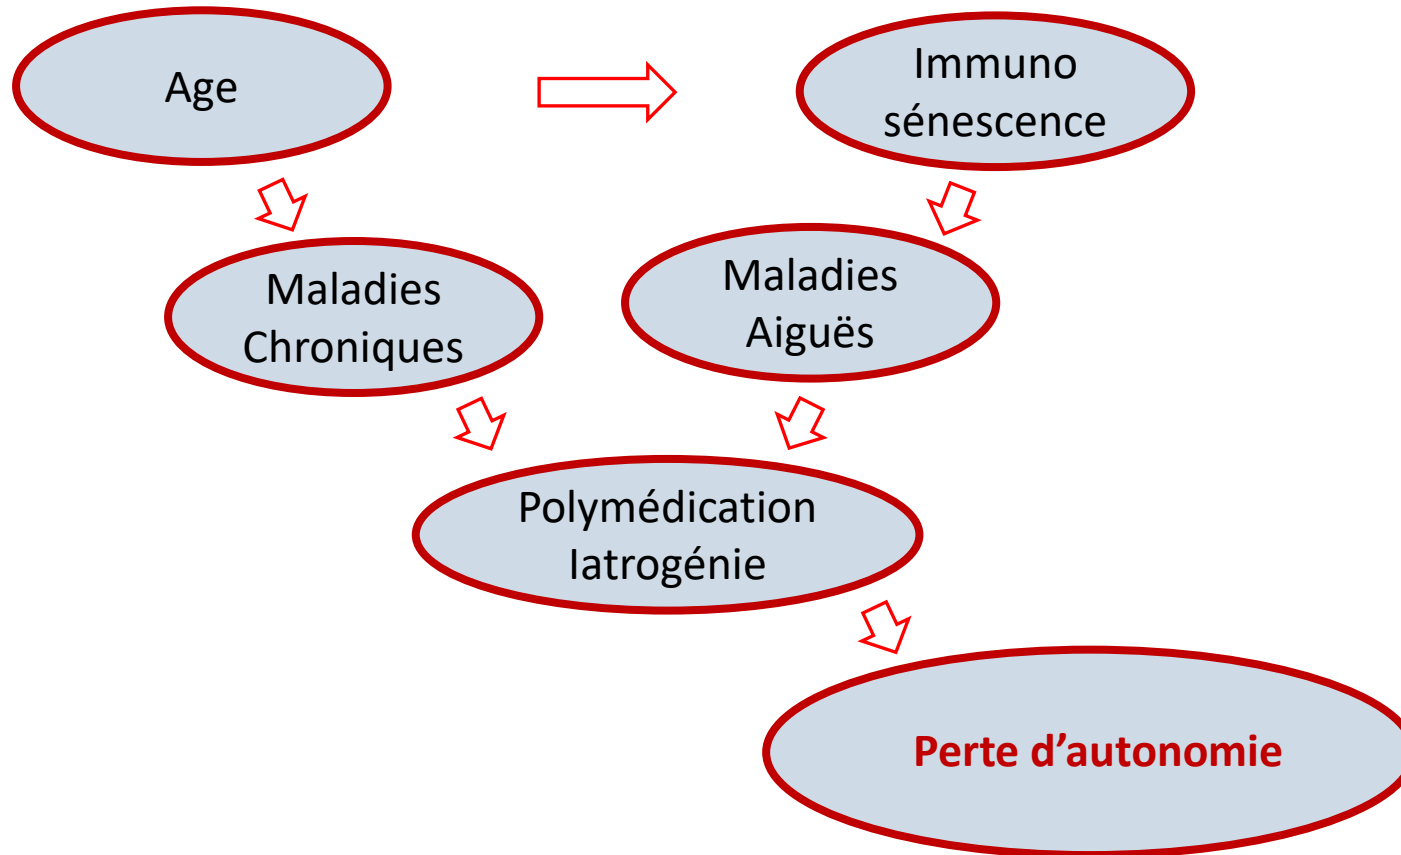 Age
Immuno
sénescence
Maladies
Chroniques
Maladies
Aiguës
Polymédication
Iatrogénie
Perte d’autonomie